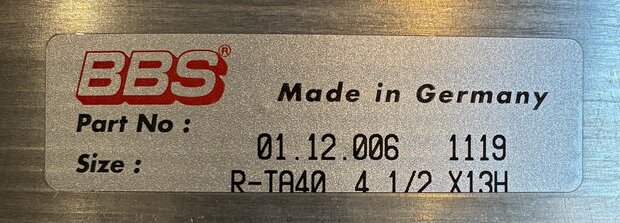 BBS®
Made in Germany
Part No :
01.12.006 1119
Size :
R-TA40 4 1/2 X13H